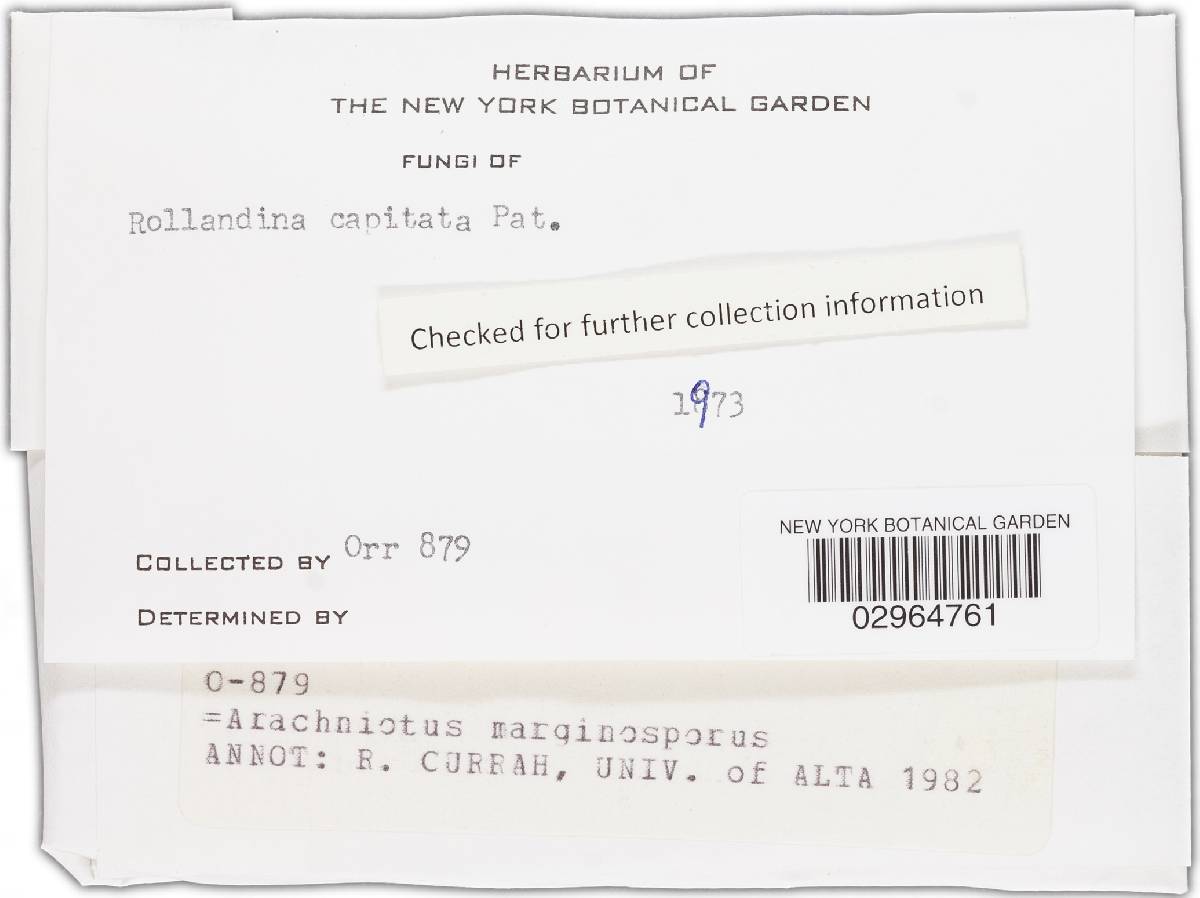 HERBARIUM OF
THE NEW YORK BOTANICAL GARDEN
FUNGI OF
Rollandina capitata Pat.
Checked for further collection information
1973
COLLECTED BY Orr 879
DETERMINED BY
NEW YORK BOTANICAL GARDEN
02964761
O-879
=Arachniotus marginosporus
ANNOT: R. CURRAH, UNIV. of ALTA 1982